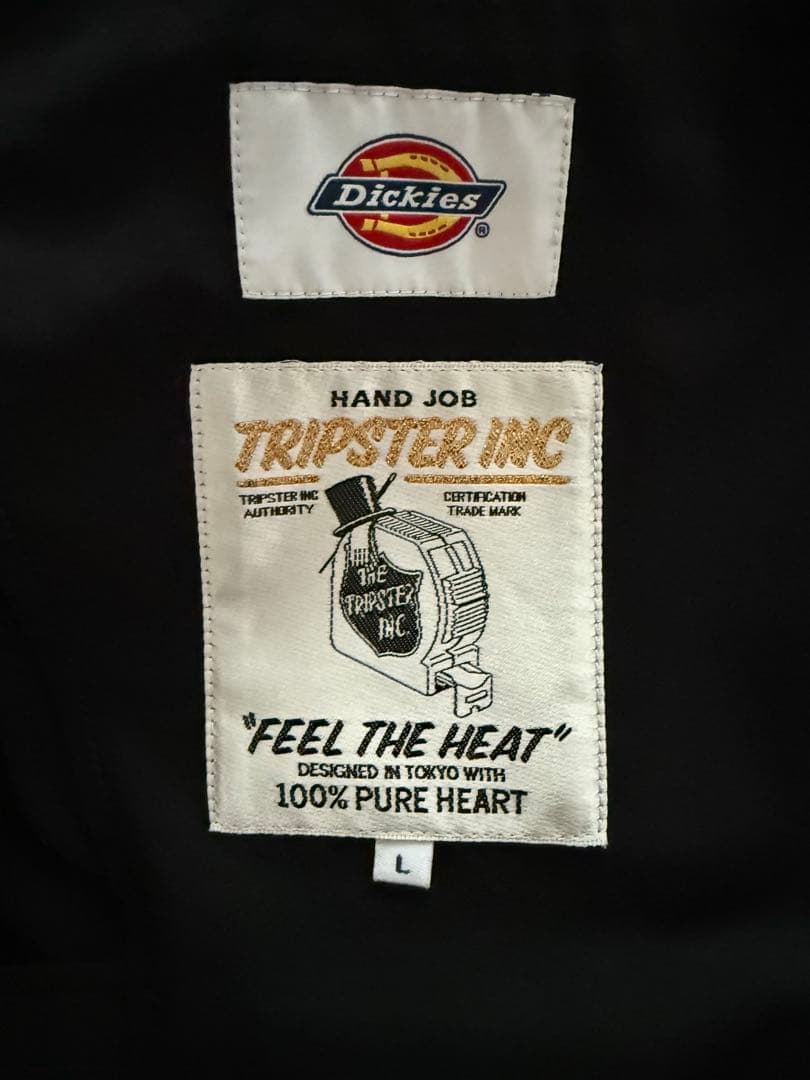 Dickies
®
HAND JOB
TRIPSTER INC
TRIPSTER INC
AUTHORITY
CERTIFICATION
TRADE MARK
THE
TRIPSTER
INC.
"FEEL THE HEAT"
DESIGNED IN TOKYO WITH
100% PURE HEART
L